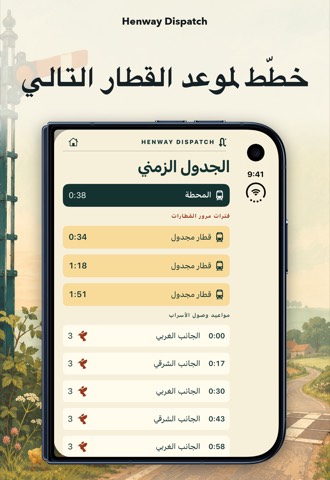 Henway Dispatch
خطّط لموعد القطار التالي
HENWAY DISPATCH
9:41
الجدول الزمني
المحطة 0:38
فترات مرور القطارات
قطار مجدول 0:34
قطار مجدول 1:18
قطار مجدول 1:51
مواعيد وصول الأسراب
0:00 الجانب الغربي 3
0:17 الجانب الشرقي 3
0:30 الجانب الغربي 3
0:43 الجانب الشرقي 3
0:58 الجانب الغربي 3